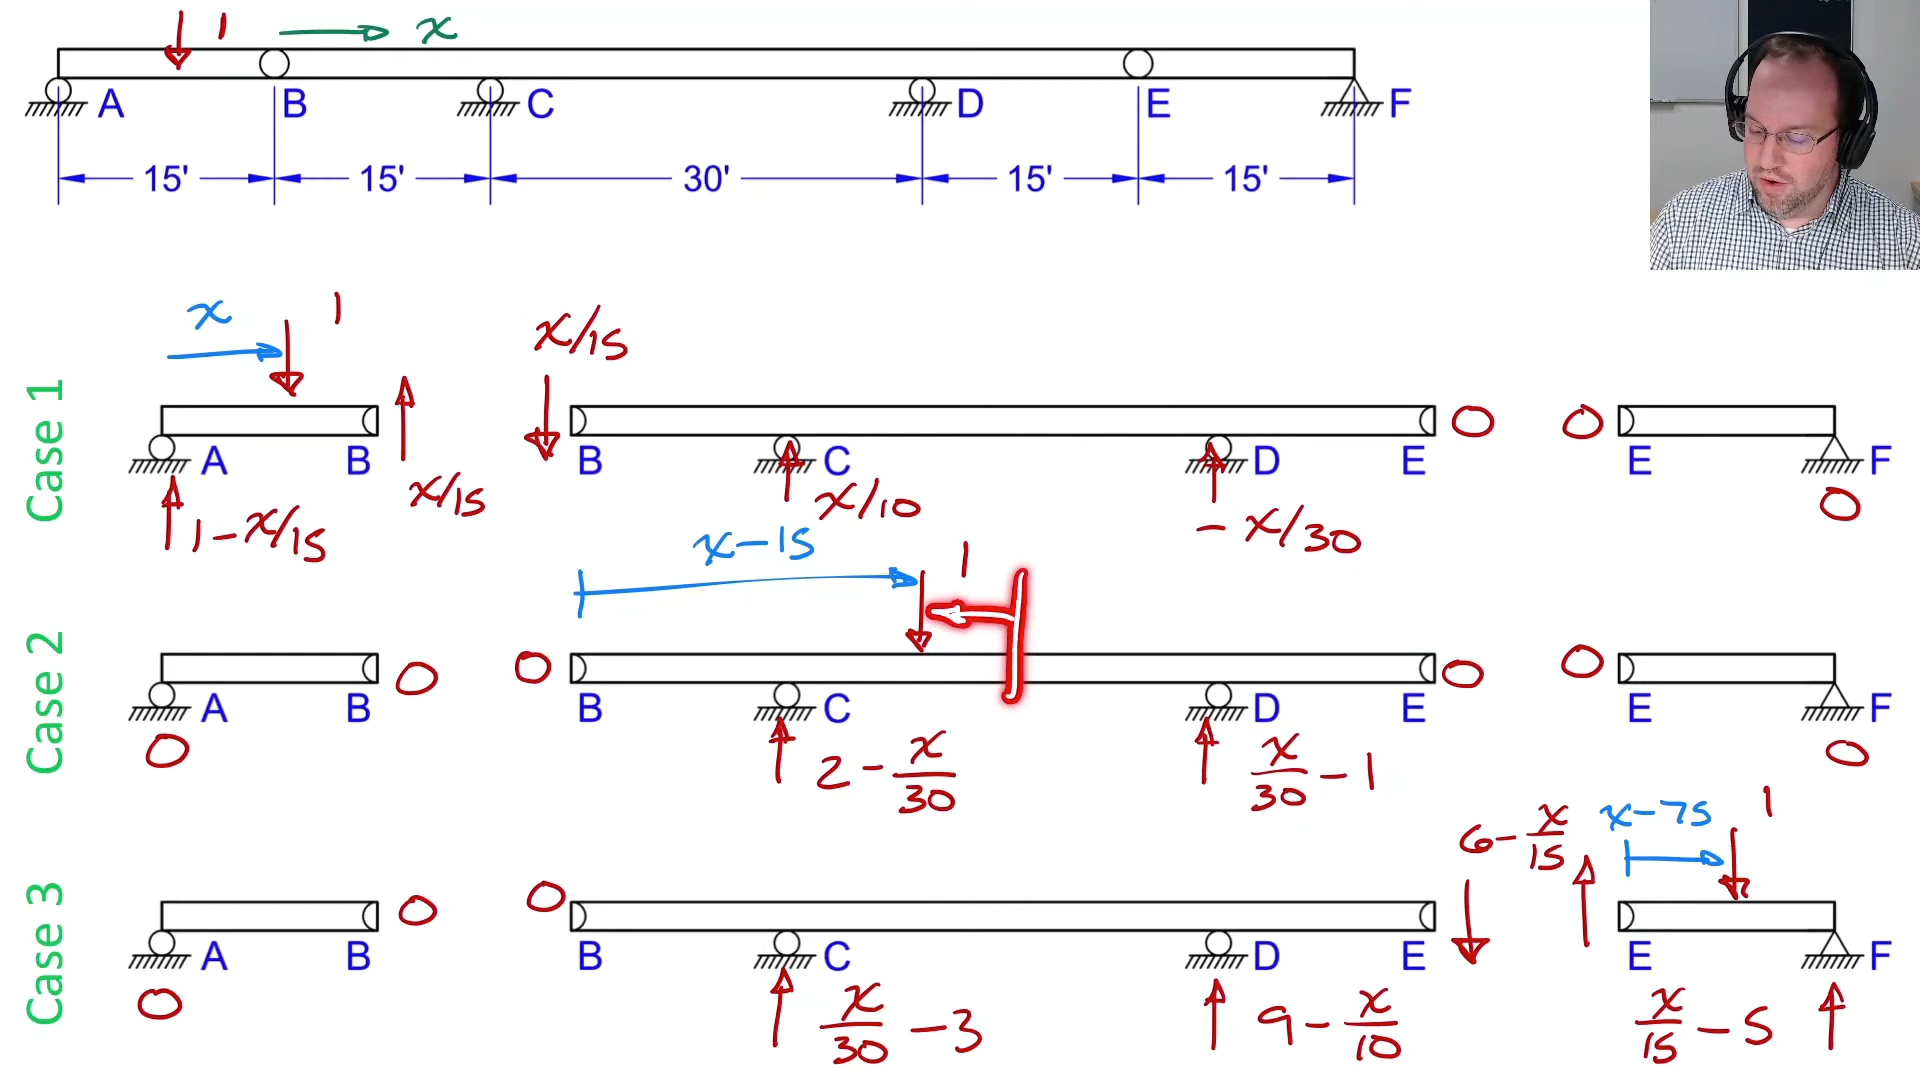 1 x
A B C D E F
15' 15' 30' 15' 15'
Case 1
x 1 x/15
A B B C D E 0 0 E F
1-x/15 x/15 x/10 -x/30 0
Case 2
x-15 1
A B 0 0 B C D E 0 0 E F
0 2-x/30 x/30-1 0
Case 3
6-x/15 x-75 1
A B 0 0 B C D E E F
0 x/30-3 9-x/10 x/15-5